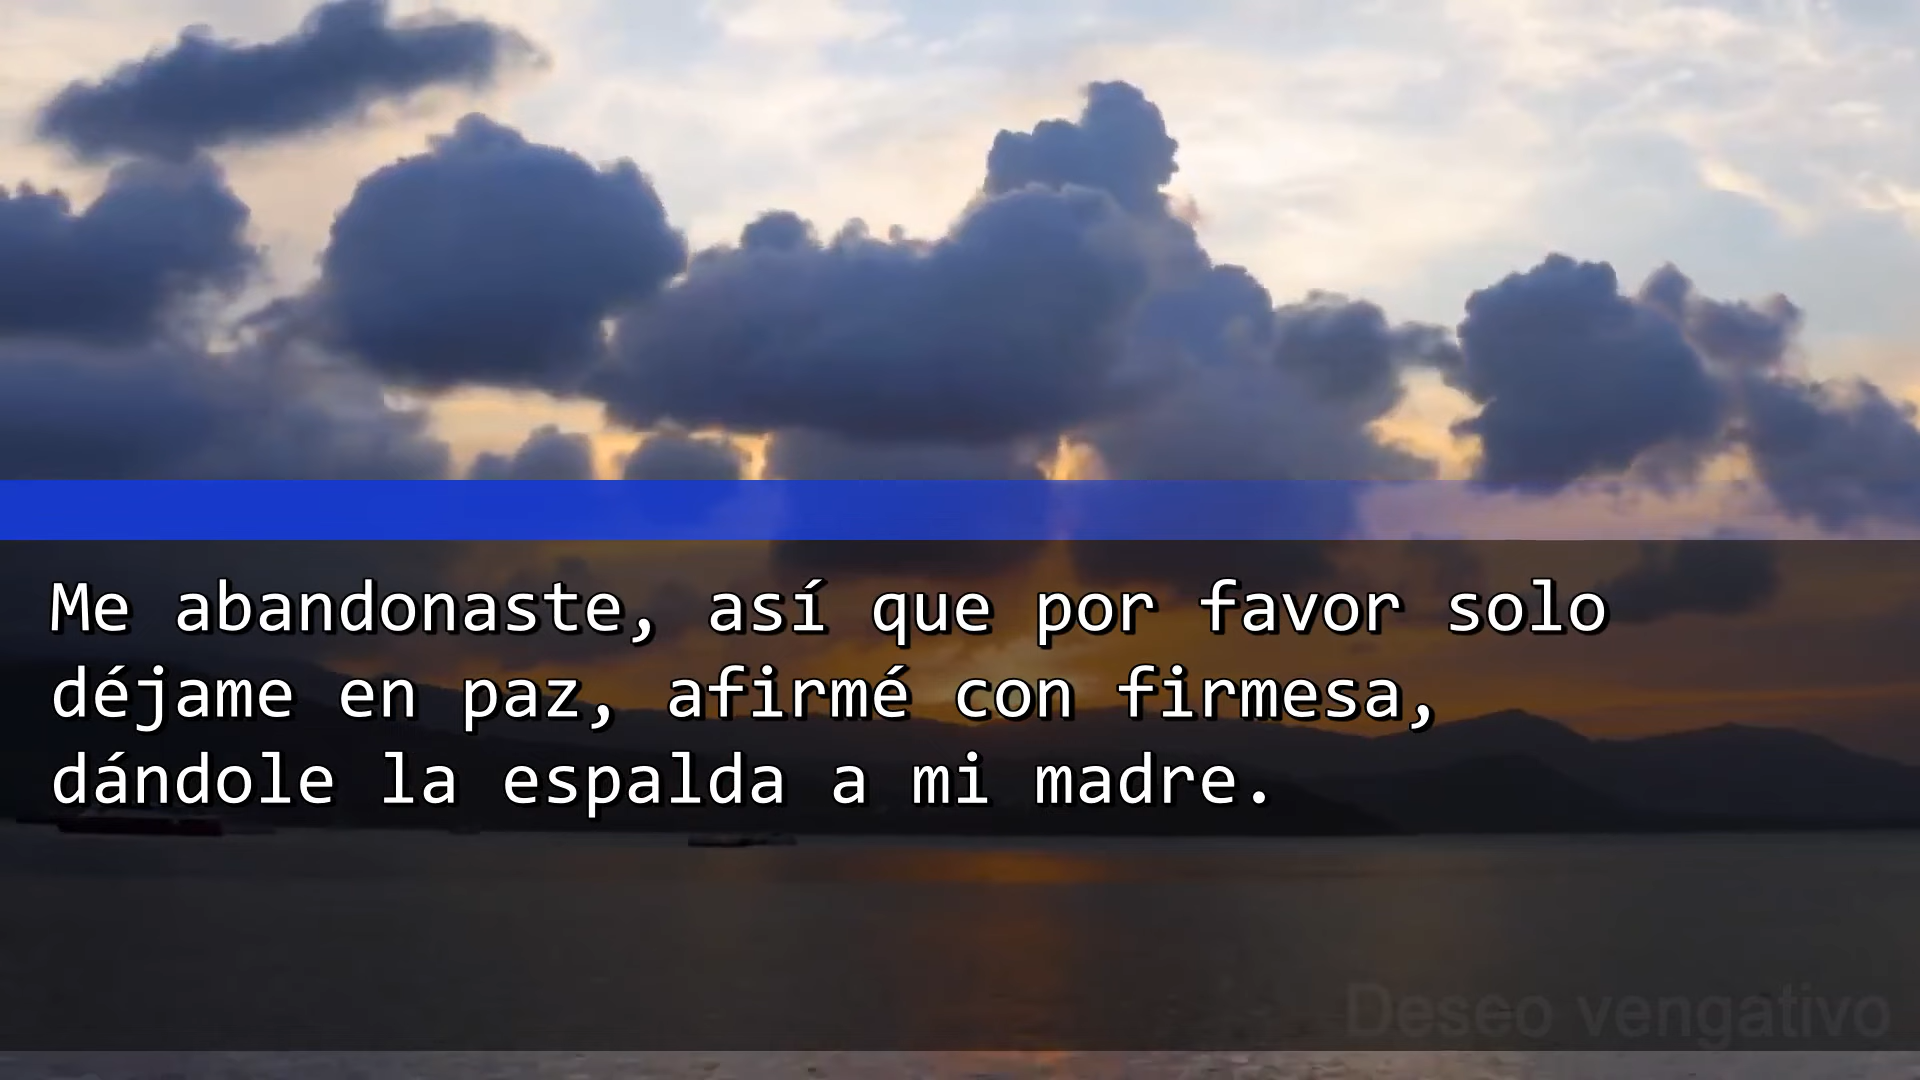 Me abandonaste, así que por favor solo
déjame en paz, afirmé con firmesa,
dándole la espalda a mi madre.
Deseo vengativo